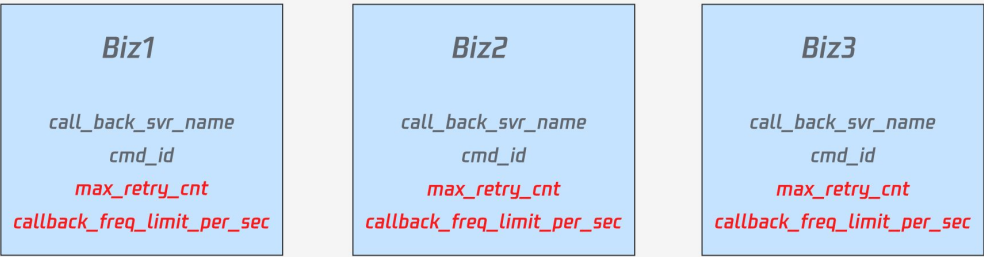 Biz1
call_back_svr_name
cmd_id
max_retry_cnt
callback_freq_limit_per_sec
Biz2
call_back_svr_name
cmd_id
max_retry_cnt
callback_freq_limit_per_sec
Biz3
call_back_svr_name
cmd_id
max_retry_cnt
callback_freq_limit_per_sec